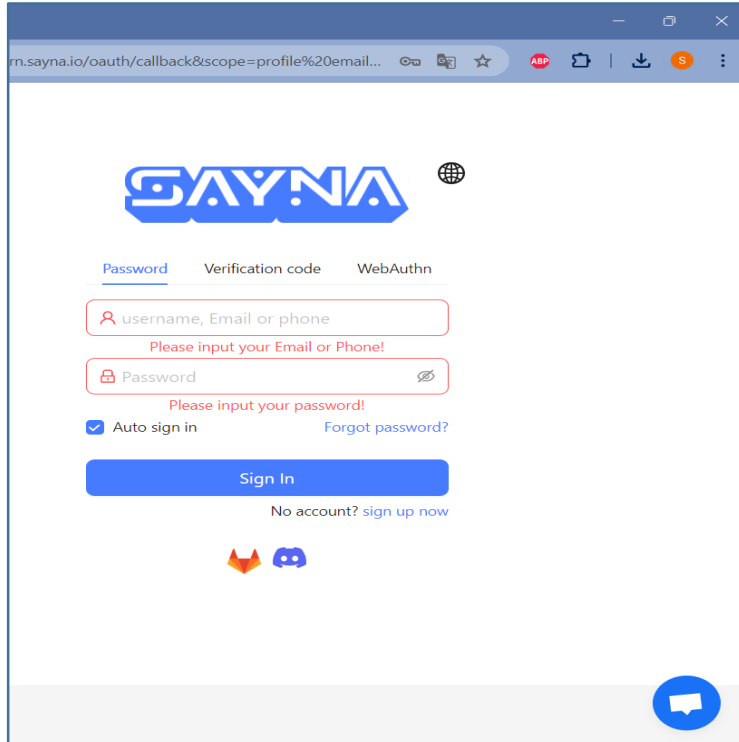 rn.sayna.io/oauth/callback&scope=profile%20email...
ABP
S
SAYNA
Password Verification code WebAuthn
username, Email or phone
Please input your Email or Phone!
Password
Please input your password!
Auto sign in Forgot password?
Sign In
No account? sign up now